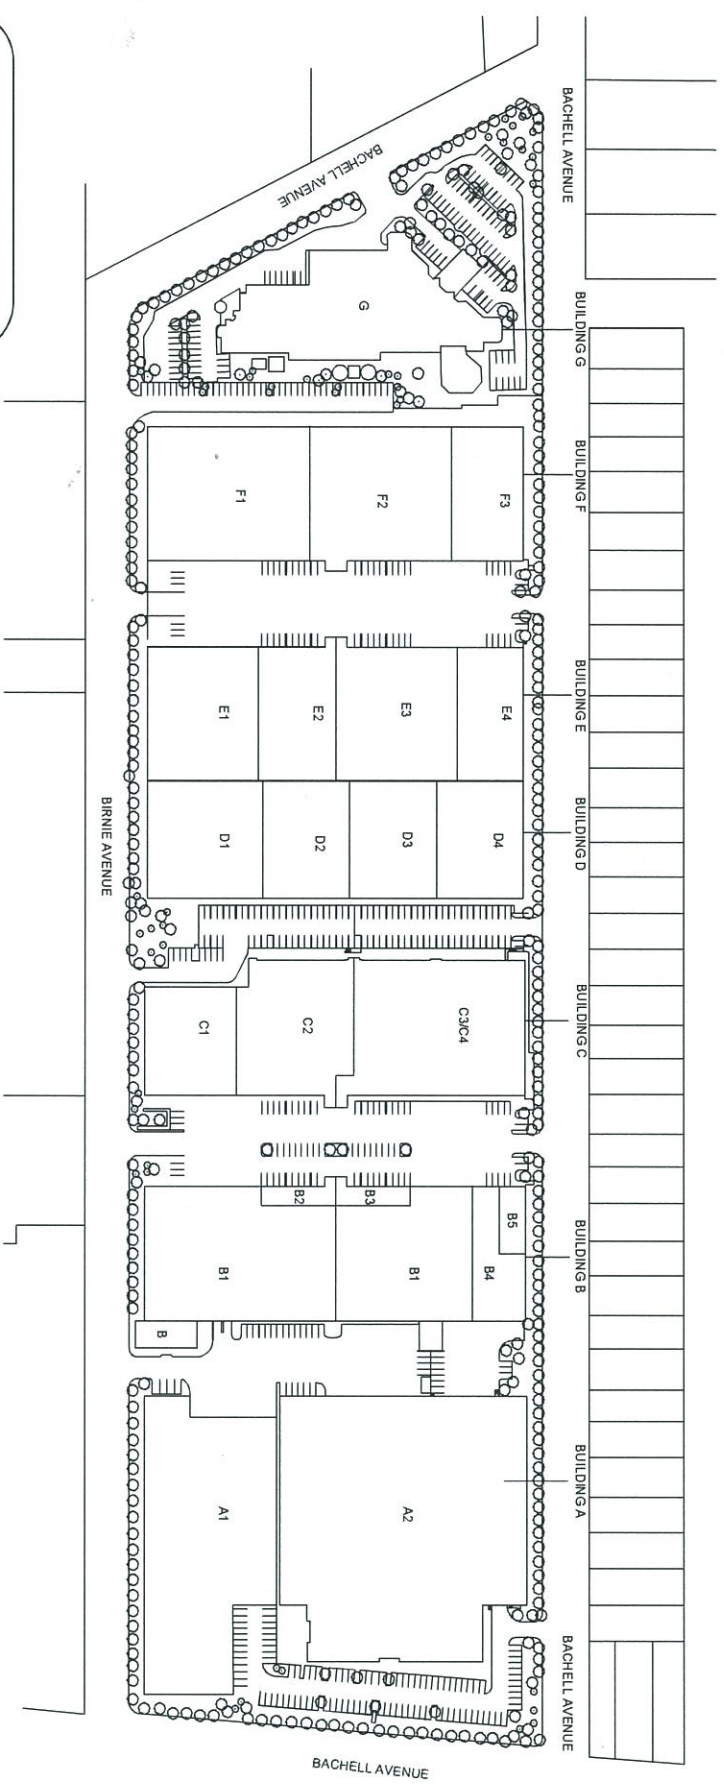 BACHELL AVENUE
BACHELL AVENUE
BUILDING G
G
BUILDING F
F1
F2
F3
BUILDING E
E1
E2
E3
E4
BIRNIE AVENUE
BUILDING D
D1
D2
D3
D4
BUILDING C
C1
C2
C3/C4
BUILDING B
B2
B3
B5
B1
B1
B4
B
BUILDING A
A1
A2
BACHELL AVENUE
BACHELL AVENUE